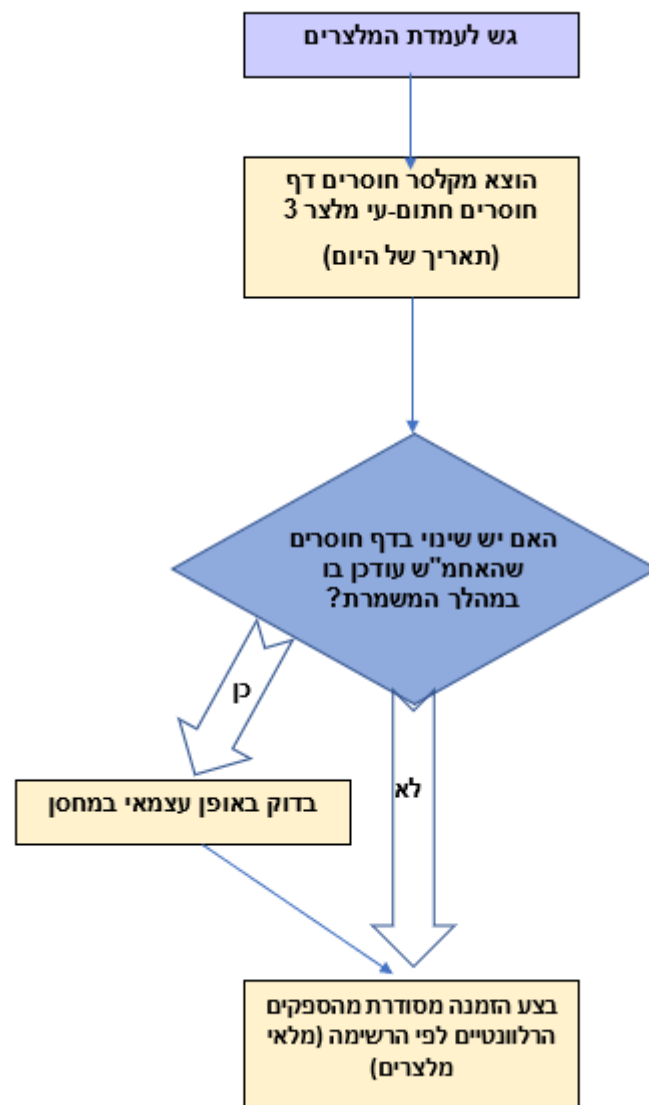 גש לעמדת המלצרים
הוצא מקלסר חוסרים דף
חוסרים חתום-עי מלצר 3
(תאריך של היום)
האם יש שינוי בדף חוסרים
שהאחמ"ש עודכן בו
במהלך המשמרת?
כן
לא
בדוק באופן עצמאי במחסן
בצע הזמנה מסודרת מהספקים
הרלוונטיים לפי הרשימה (מלאי
מלצרים)